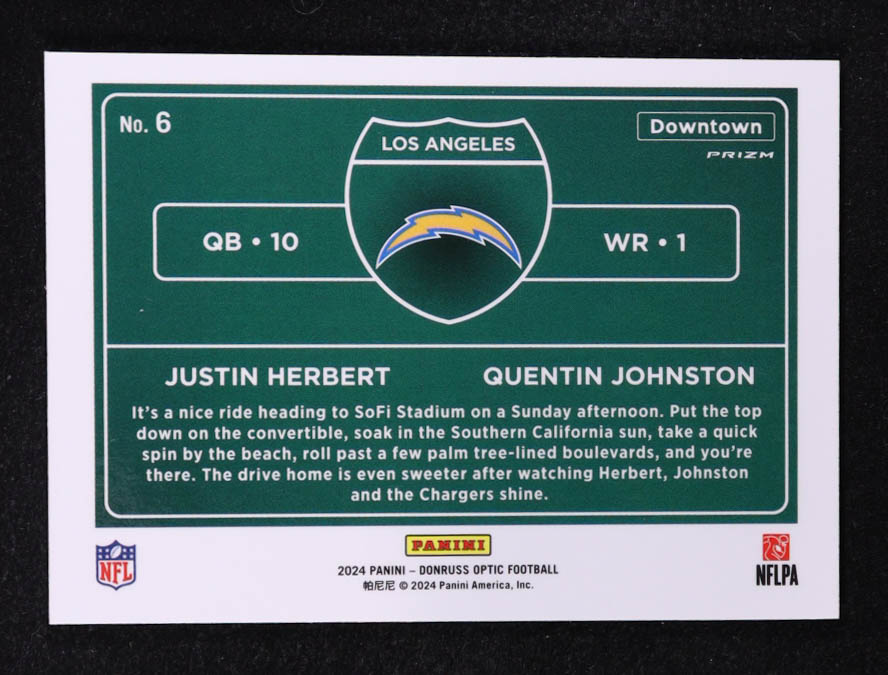 No. 6
Downtown
PRIZM
LOS ANGELES
QB • 10
WR • 1
JUSTIN HERBERT
QUENTIN JOHNSTON
It's a nice ride heading to SoFi Stadium on a Sunday afternoon. Put the top
down on the convertible, soak in the Southern California sun, take a quick
spin by the beach, roll past a few palm tree-lined boulevards, and you're
there. The drive home is even sweeter after watching Herbert, Johnston
and the Chargers shine.
NFL
PANINI
2024 PANINI – DONRUSS OPTIC FOOTBALL
帕尼尼 © 2024 Panini America, Inc.
NFLPA